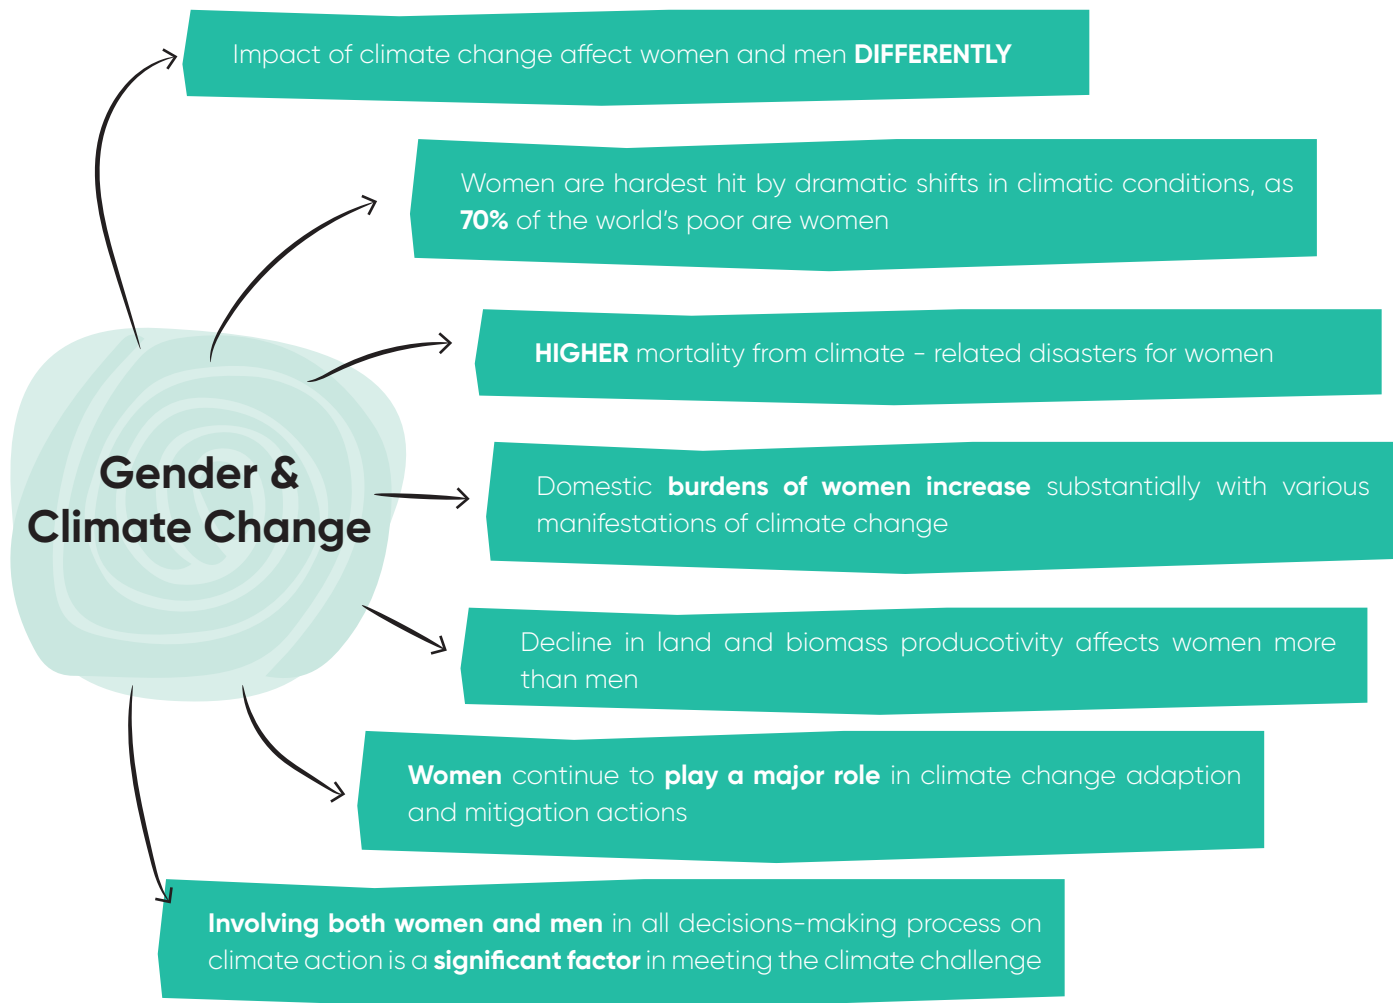 Impact of climate change affect women and men DIFFERENTLY
Women are hardest hit by dramatic shifts in climatic conditions, as
70% of the world's poor are women
HIGHER mortality from climate - related disasters for women
Gender &
Climate Change
Domestic burdens of women increase substantially with various
manifestations of climate change
Decline in land and biomass producotivity affects women more
than men
Women continue to play a major role in climate change adaption
and mitigation actions
Involving both women and men in all decisions-making process on
climate action is a significant factor in meeting the climate challenge